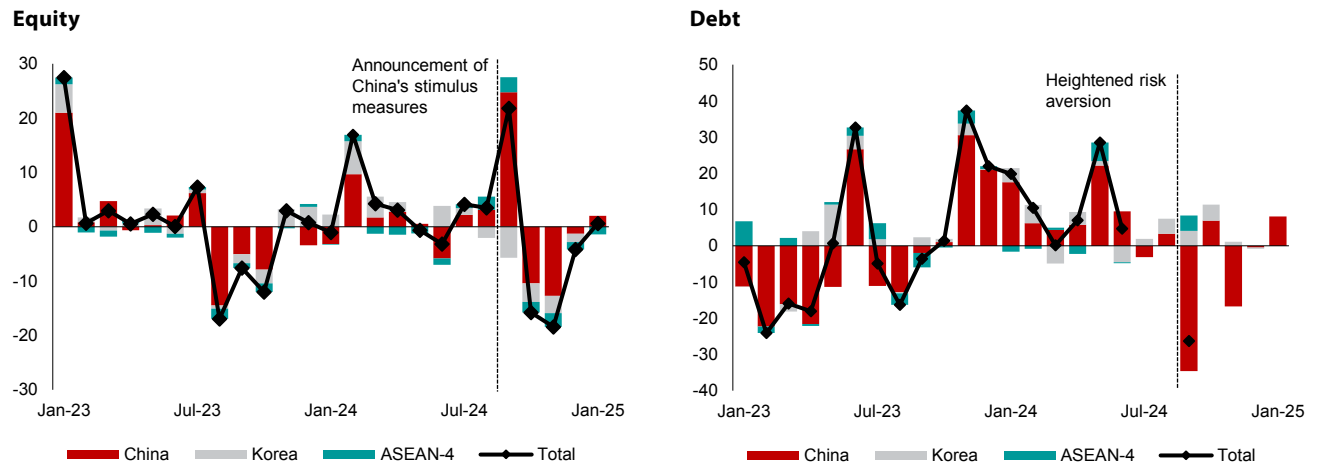 Equity
30
20
10
0
-10
-20
-30
Announcement of
China's stimulus
measures
Jan-23
Jul-23
Jan-24
Jul-24
Jan-25
China
Korea
ASEAN-4
Total
Debt
50
40
30
20
10
0
-10
-20
-30
-40
Heightened risk
aversion
Jan-23
Jul-23
Jan-24
Jul-24
Jan-25
China
Korea
ASEAN-4
Total